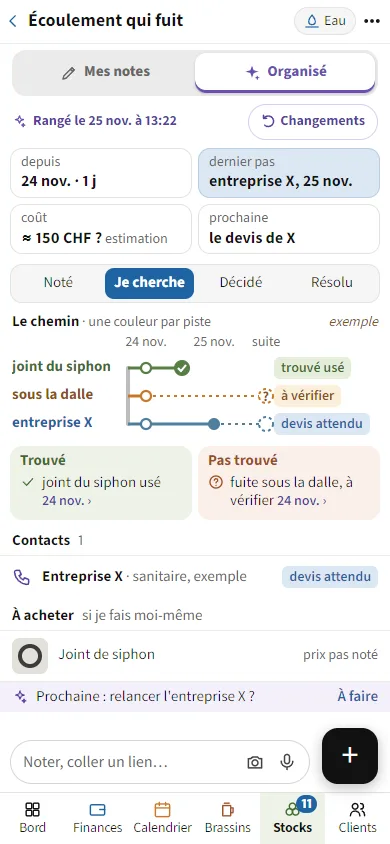 Écoulement qui fuit
Eau
Mes notes
Organisé
Rangé le 25 nov. à 13:22
Changements
depuis
24 nov. · 1 j
dernier pas
entreprise X, 25 nov.
coût
≈ 150 CHF ? estimation
prochaine
le devis de X
Noté
Je cherche
Décidé
Résolu
Le chemin · une couleur par piste
exemple
24 nov.
25 nov.
suite
joint du siphon
trouvé usé
sous la dalle
?
à vérifier
entreprise X
devis attendu
Trouvé
joint du siphon usé
24 nov. ›
Pas trouvé
fuite sous la dalle, à
vérifier 24 nov. ›
Contacts 1
Entreprise X · sanitaire, exemple
devis attendu
À acheter si je fais moi-même
Joint de siphon
prix pas noté
Prochaine : relancer l'entreprise X ?
À faire
Noter, coller un lien…
+
11
Bord
Finances
Calendrier
Brassins
Stocks
Clients